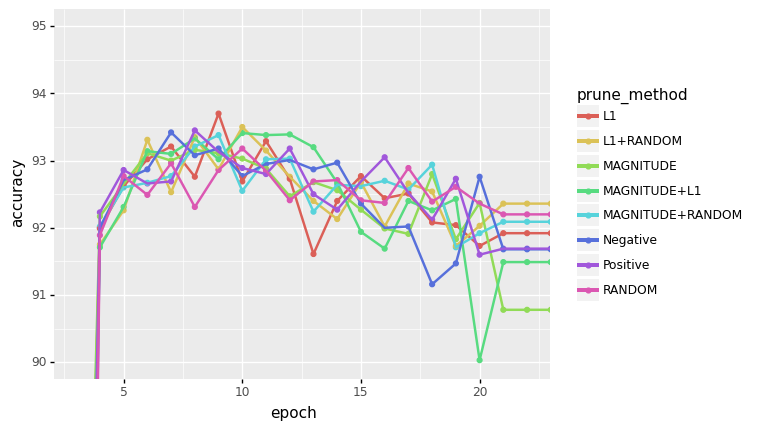 95
94
93
92
91
90
accuracy
5
10
15
20
epoch
prune_method
L1
L1+RANDOM
MAGNITUDE
MAGNITUDE+L1
MAGNITUDE+RANDOM
Negative
Positive
RANDOM